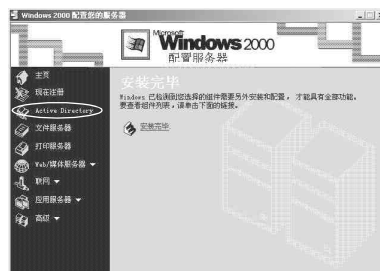 Windows 2000 配置您的服务器
Microsoft
Windows 2000
配置服务器
主页
现在注册
Active Directory
文件服务器
打印服务器
Web/媒体服务器
联网
应用服务器
高级
安装完毕
Windows 已检测到您选择的组件需要另外安装和配置，才能具有全部功能。
要查看组件列表，请单击下面的链接。
安装完毕